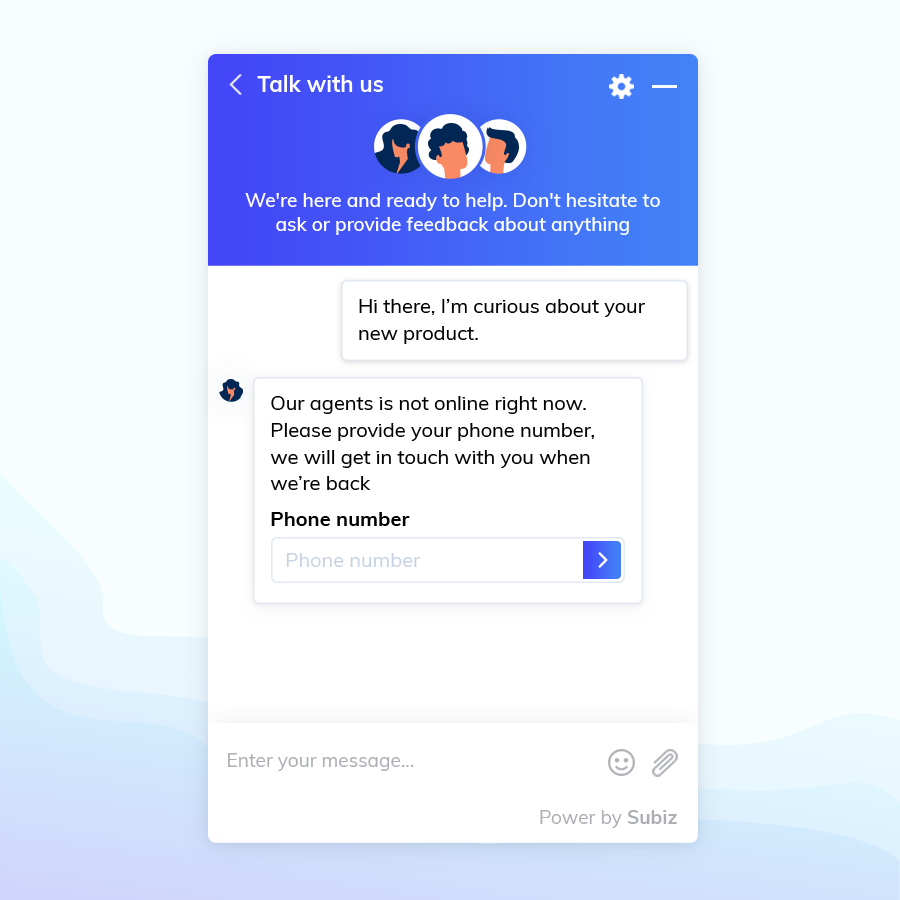 Talk with us
We're here and ready to help. Don't hesitate to
ask or provide feedback about anything
Hi there, I’m curious about your
new product.
Our agents is not online right now.
Please provide your phone number,
we will get in touch with you when
we’re back
Phone number
Phone number
Enter your message...
Power by Subiz